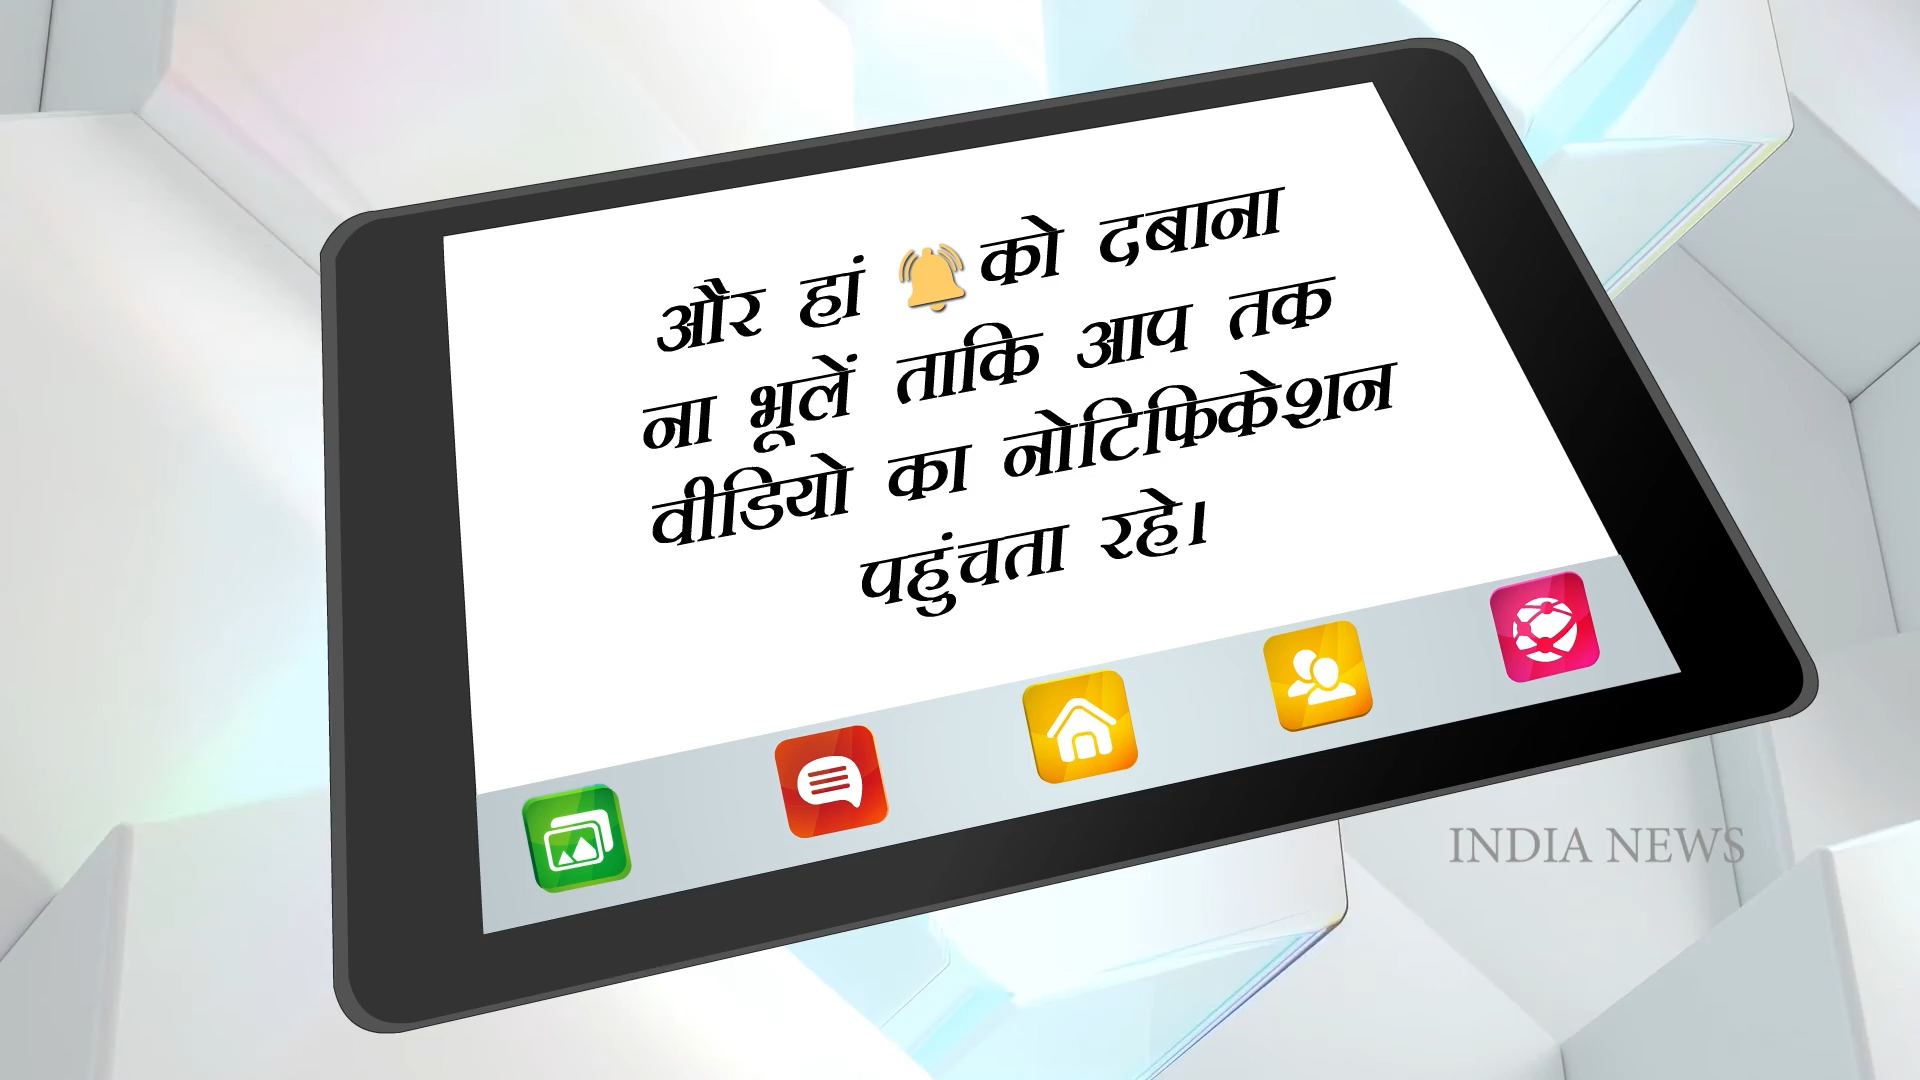 और हां 🔔 को दबाना
ना भूलें ताकि आप तक
वीडियो का नोटिफिकेशन
पहुंचता रहे।
INDIA NEWS